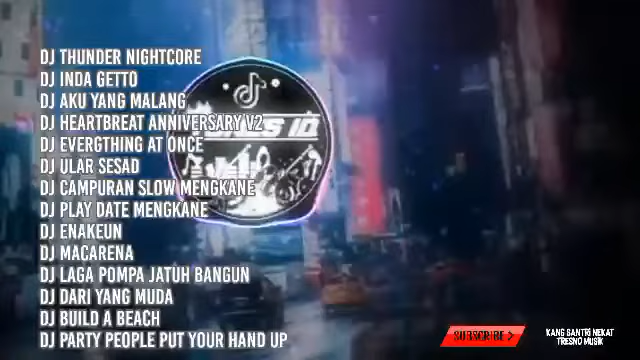 DJ THUNDER NIGHTCORE
DJ INDA GETTO
DJ AKU YANG MALANG
DJ HEARTBREAT ANNIVERSARY V2
DJ EVERGTHING AT ONCE
DJ ULAR SESAD
DJ CAMPURAN SLOW MENGKANE
DJ PLAY DATE MENGKANE
DJ ENAKEUN
DJ MACARENA
DJ LAGA POMPA JATUH BANGUN
DJ DARI YANG MUDA
DJ BUILD A BEACH
DJ PARTY PEOPLE PUT YOUR HAND UP
SUBSCRIBE
KANG SANTRI NEKAT
TRESNO MUSIK